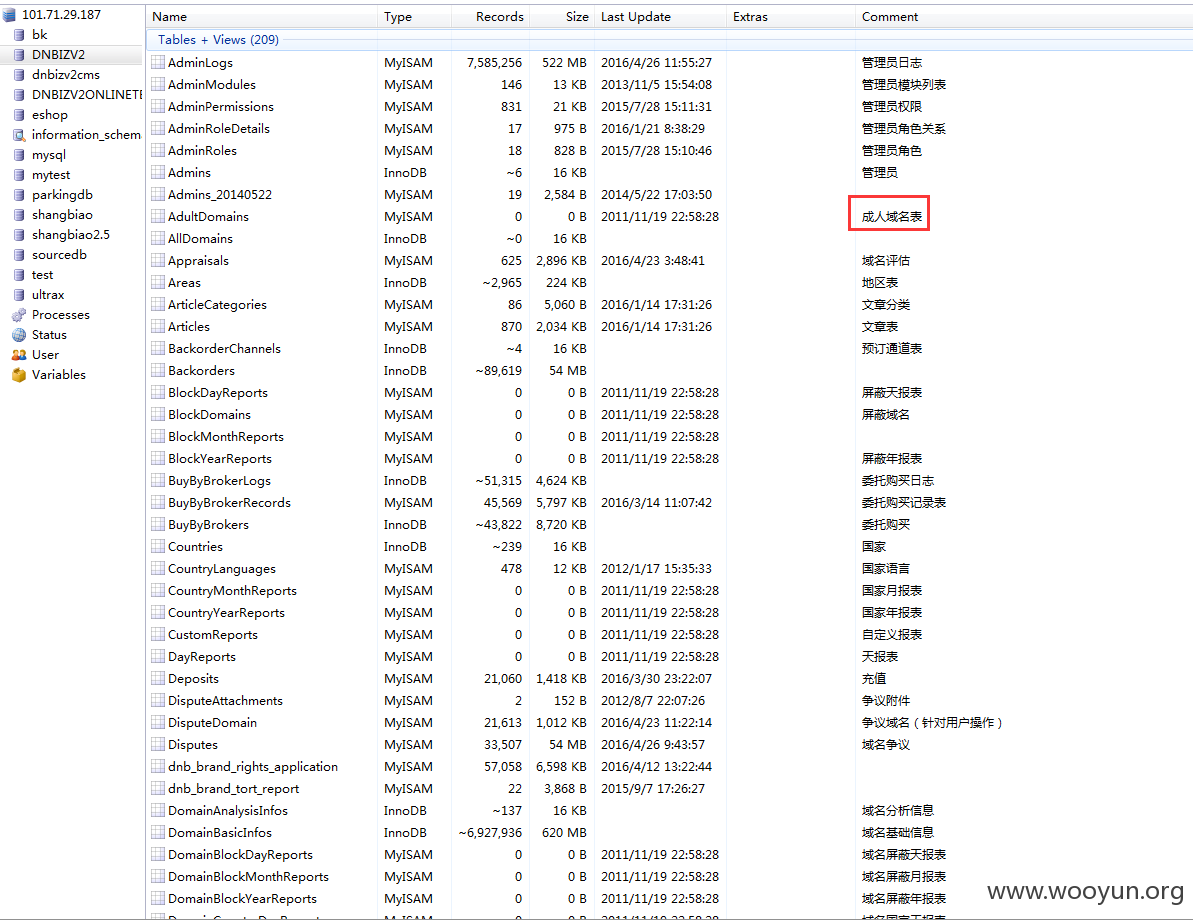 101.71.29.187
bk
DNBIZV2
dnbizv2cms
DNBIZV2ONLINETE
eshop
information_schem
mysql
mytest
parkingdb
shangbiao
shangbiao2.5
sourcedb
test
ultrax
Processes
Status
User
Variables
Name Type Records Size Last Update Extras Comment
Tables + Views (209)
AdminLogs MyISAM 7,585,256 522 MB 2016/4/26 11:55:27 管理员日志
AdminModules MyISAM 146 13 KB 2013/11/5 15:54:08 管理员模块列表
AdminPermissions MyISAM 831 21 KB 2015/7/28 15:11:31 管理员权限
AdminRoleDetails MyISAM 17 975 B 2016/1/21 8:38:29 管理员角色关系
AdminRoles MyISAM 18 828 B 2015/7/28 15:10:46 管理员角色
Admins InnoDB ~6 16 KB 管理员
Admins_20140522 MyISAM 19 2,584 B 2014/5/22 17:03:50
AdultDomains MyISAM 0 0 B 2011/11/19 22:58:28 成人域名表
AllDomains InnoDB ~0 16 KB
Appraisals MyISAM 625 2,896 KB 2016/4/23 3:48:41 域名评估
Areas InnoDB ~2,965 224 KB 地区表
ArticleCategories MyISAM 86 5,060 B 2016/1/14 17:31:26 文章分类
Articles MyISAM 870 2,034 KB 2016/1/14 17:31:26 文章表
BackorderChannels InnoDB ~4 16 KB 预订通道表
Backorders InnoDB ~89,619 54 MB
BlockDayReports MyISAM 0 0 B 2011/11/19 22:58:28 屏蔽天报表
BlockDomains MyISAM 0 0 B 2011/11/19 22:58:28 屏蔽域名
BlockMonthReports MyISAM 0 0 B 2011/11/19 22:58:28
BlockYearReports MyISAM 0 0 B 2011/11/19 22:58:28 屏蔽年报表
BuyByBrokerLogs InnoDB ~51,315 4,624 KB 委托购买日志
BuyByBrokerRecords MyISAM 45,569 5,797 KB 2016/3/14 11:07:42 委托购买记录表
BuyByBrokers InnoDB ~43,822 8,720 KB 委托购买
Countries InnoDB ~239 16 KB 国家
CountryLanguages MyISAM 478 12 KB 2012/1/17 15:35:33 国家语言
CountryMonthReports MyISAM 0 0 B 2011/11/19 22:58:28 国家月报表
CountryYearReports MyISAM 0 0 B 2011/11/19 22:58:28 国家年报表
CustomReports MyISAM 0 0 B 2011/11/19 22:58:28 自定义报表
DayReports MyISAM 0 0 B 2011/11/19 22:58:28 天报表
Deposits MyISAM 21,060 1,418 KB 2016/3/30 23:22:07 充值
DisputeAttachments MyISAM 2 152 B 2012/8/7 22:07:26 争议附件
DisputeDomain MyISAM 21,613 1,012 KB 2016/4/23 11:22:14 争议域名（针对用户操作）
Disputes MyISAM 33,507 54 MB 2016/4/26 9:43:57 域名争议
dnb_brand_rights_application MyISAM 57,058 6,598 KB 2016/4/12 13:22:44
dnb_brand_tort_report MyISAM 22 3,868 B 2015/9/7 17:26:27
DomainAnalysisInfos InnoDB ~137 16 KB 域名分析信息
DomainBasicInfos InnoDB ~6,927,936 620 MB 域名基础信息
DomainBlockDayReports MyISAM 0 0 B 2011/11/19 22:58:28 域名屏蔽天报表
DomainBlockMonthReports MyISAM 0 0 B 2011/11/19 22:58:28 域名屏蔽月报表
DomainBlockYearReports MyISAM 0 0 B 2011/11/19 22:58:28 域名屏蔽年报表
www.wooyun.org